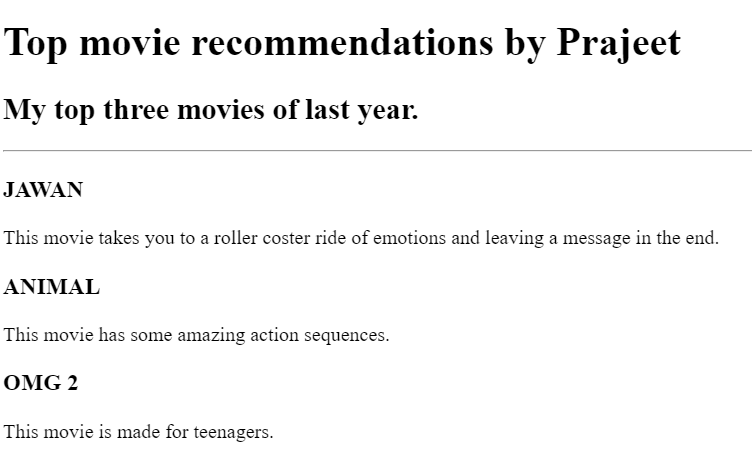 Top movie recommendations by Prajeet
My top three movies of last year.
JAWAN
This movie takes you to a roller coster ride of emotions and leaving a message in the end.
ANIMAL
This movie has some amazing action sequences.
OMG 2
This movie is made for teenagers.